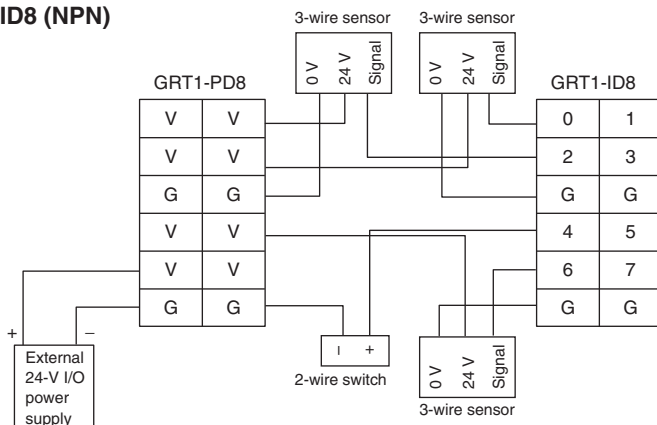 ID8 (NPN)
3-wire sensor
3-wire sensor
0 V
24 V
Signal
0 V
24 V
Signal
GRT1-PD8
GRT1-ID8
V V
V V
G G
V V
V V
G G
0 1
2 3
G G
4 5
6 7
G G
+ −
External
24-V I/O
power
supply
− +
2-wire switch
0 V
24 V
Signal
3-wire sensor